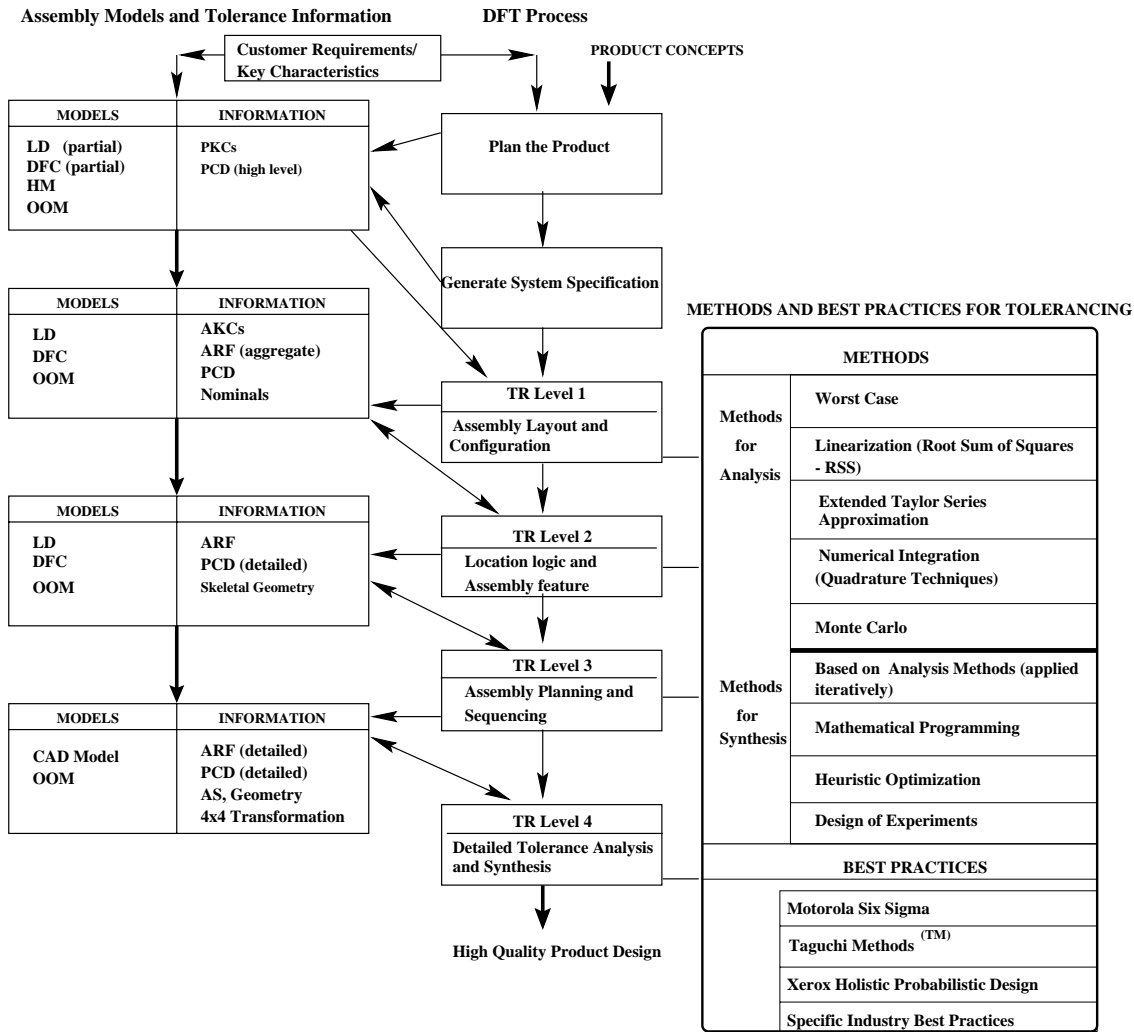 Assembly Models and Tolerance Information
DFT Process
Customer Requirements/
Key Characteristics
PRODUCT CONCEPTS
MODELS
INFORMATION
LD (partial)
DFC (partial)
HM
OOM
PKCs
PCD (high level)
Plan the Product
Generate System Specification
MODELS
INFORMATION
LD
DFC
OOM
AKCs
ARF (aggregate)
PCD
Nominals
TR Level 1
Assembly Layout and
Configuration
MODELS
INFORMATION
LD
DFC
OOM
ARF
PCD (detailed)
Skeletal Geometry
TR Level 2
Location logic and
Assembly feature
TR Level 3
Assembly Planning and
Sequencing
MODELS
INFORMATION
CAD Model
OOM
ARF (detailed)
PCD (detailed)
AS, Geometry
4x4 Transformation
TR Level 4
Detailed Tolerance Analysis
and Synthesis
High Quality Product Design
METHODS AND BEST PRACTICES FOR TOLERANCING
METHODS
Methods
for
Analysis
Worst Case
Linearization (Root Sum of Squares
- RSS)
Extended Taylor Series
Approximation
Numerical Integration
(Quadrature Techniques)
Monte Carlo
Methods
for
Synthesis
Based on Analysis Methods (applied
iteratively)
Mathematical Programming
Heuristic Optimization
Design of Experiments
BEST PRACTICES
Motorola Six Sigma
Taguchi Methods (TM)
Xerox Holistic Probabilistic Design
Specific Industry Best Practices